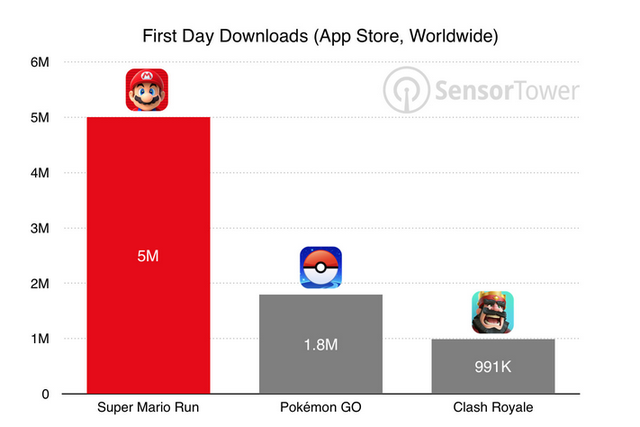 First Day Downloads (App Store, Worldwide)
6M
SensorTower
5M
4M
3M
5M
2M
1.8M
1M
991K
0
Super Mario Run
Pokémon GO
Clash Royale
M